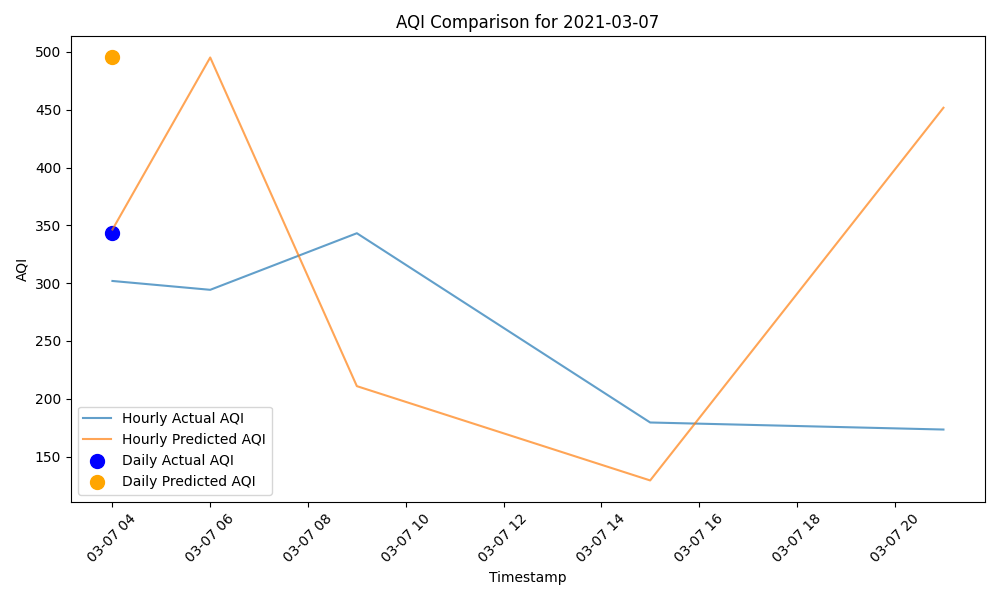 AQI Comparison for 2021-03-07
AQI
500
450
400
350
300
250
200
150
Hourly Actual AQI
Hourly Predicted AQI
Daily Actual AQI
Daily Predicted AQI
03-07 04
03-07 06
03-07 08
03-07 10
03-07 12
03-07 14
03-07 16
03-07 18
03-07 20
Timestamp